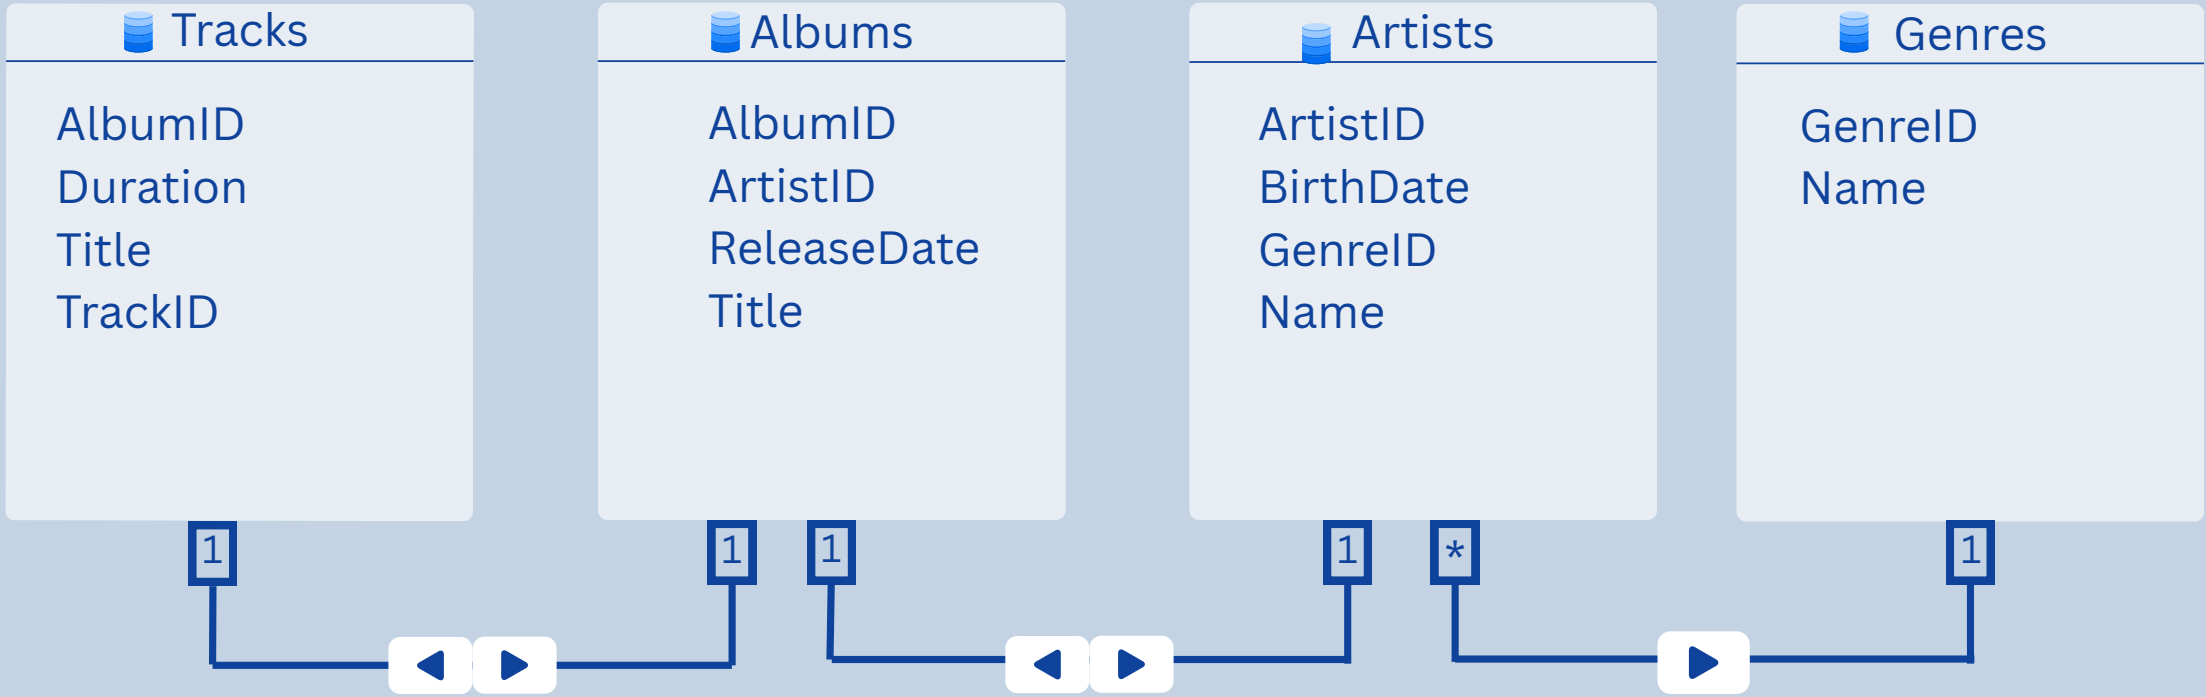 Tracks
AlbumID
Duration
Title
TrackID
Albums
AlbumID
ArtistID
ReleaseDate
Title
Artists
ArtistID
BirthDate
GenreID
Name
Genres
GenreID
Name
1
1
1
1
*
1